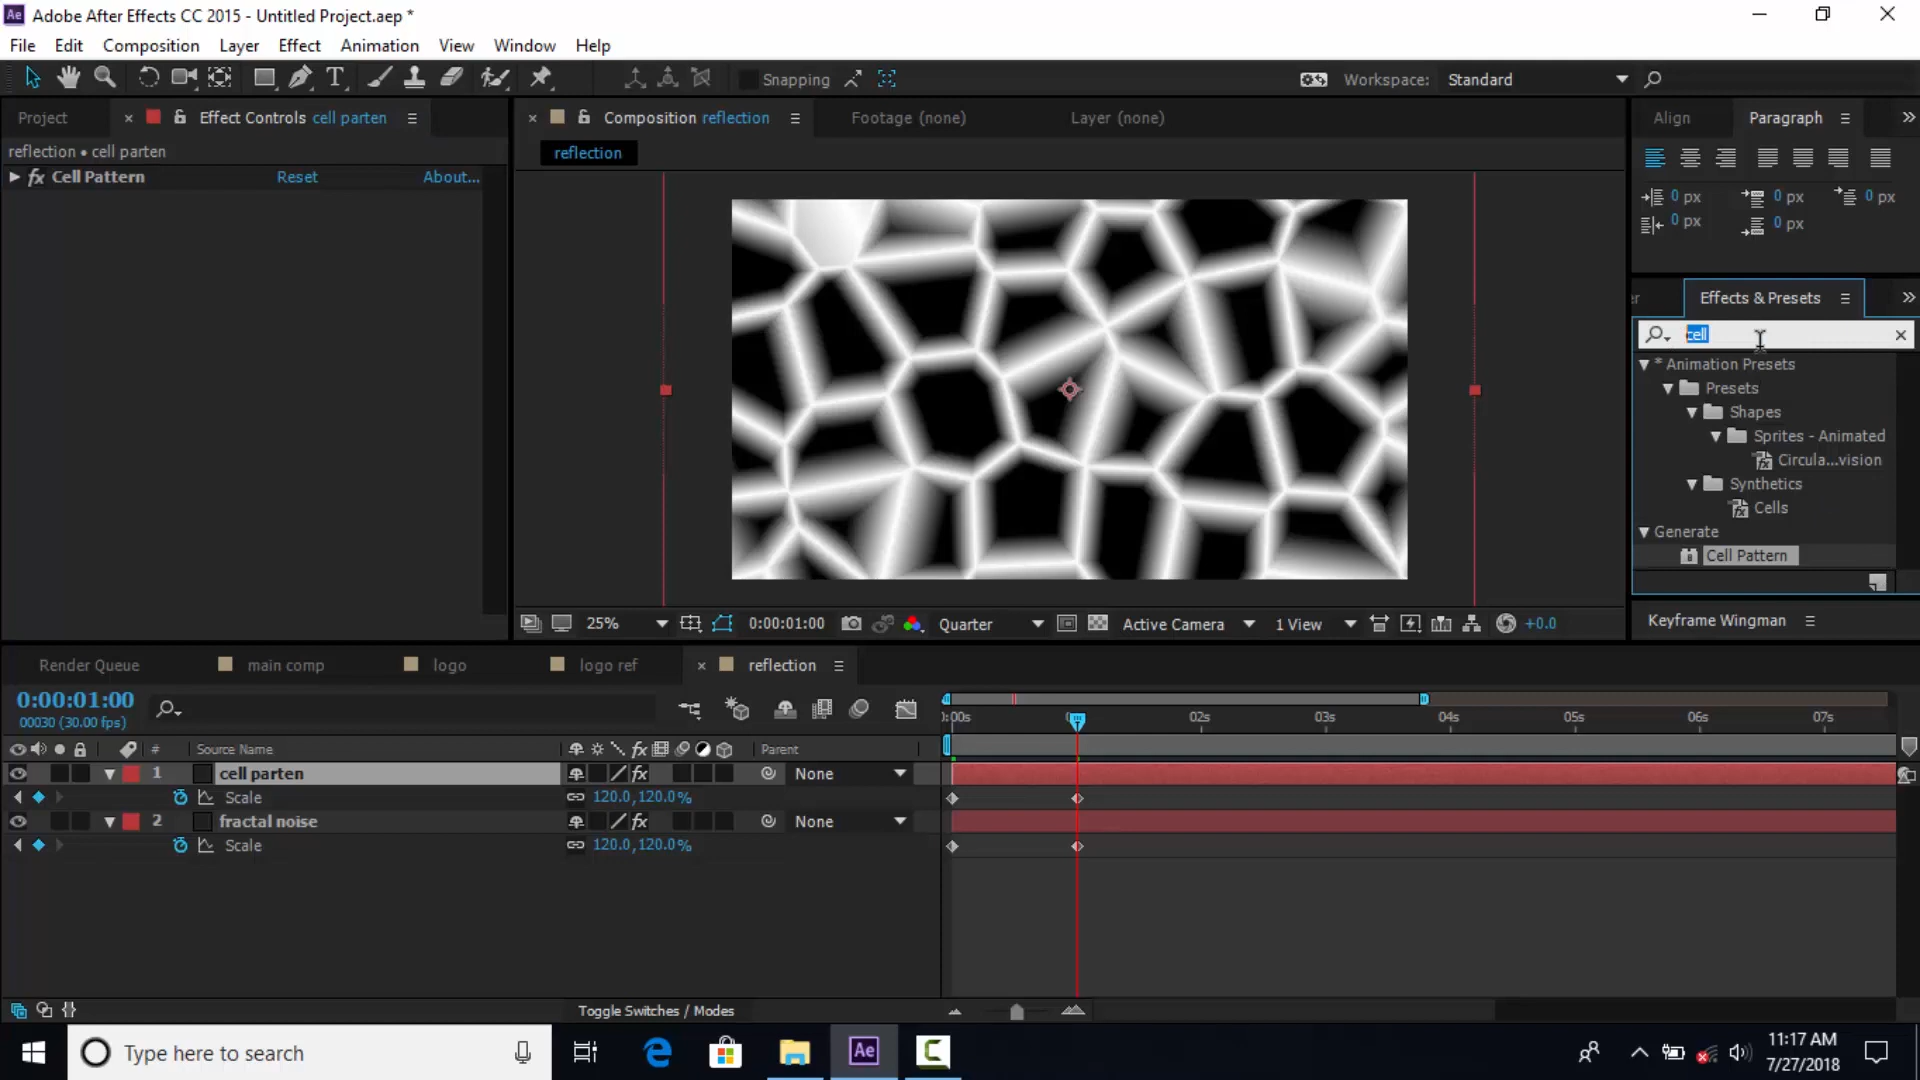 Ae Adobe After Effects CC 2015 - Untitled Project.aep *
File Edit Composition Layer Effect Animation View Window Help
Snapping
Workspace: Standard
Project
Effect Controls cell parten
Composition reflection
Footage (none)
Layer (none)
Align
Paragraph
reflection • cell parten
reflection
fx Cell Pattern Reset About...
0 px 0 px 0 px
0 px 0 px
Effects & Presets
cell
* Animation Presets
Presets
Shapes
Sprites - Animated
Circula...vision
Synthetics
Cells
Generate
Cell Pattern
25% 0:00:01:00 Quarter Active Camera 1 View +0.0
Keyframe Wingman
Render Queue main comp logo logo ref reflection
0:00:01:00
00030 (30.00 fps)
02s 03s 04s 05s 06s 07s
# Source Name fx Parent
1 cell parten fx None
Scale 120.0,120.0%
2 fractal noise fx None
Scale 120.0,120.0%
Toggle Switches / Modes
Type here to search
Ae
11:17 AM
7/27/2018